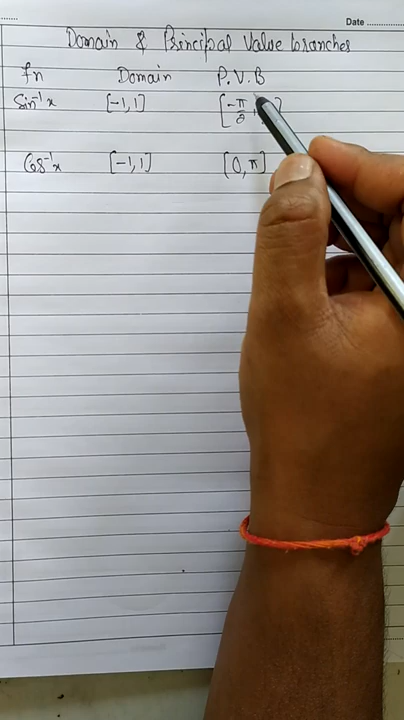 Date
Domain & Principal Value branches
fn Domain P.V.B
Sin⁻¹x [-1,1] [-π/2,
Cos⁻¹x [-1,1] [0, π]